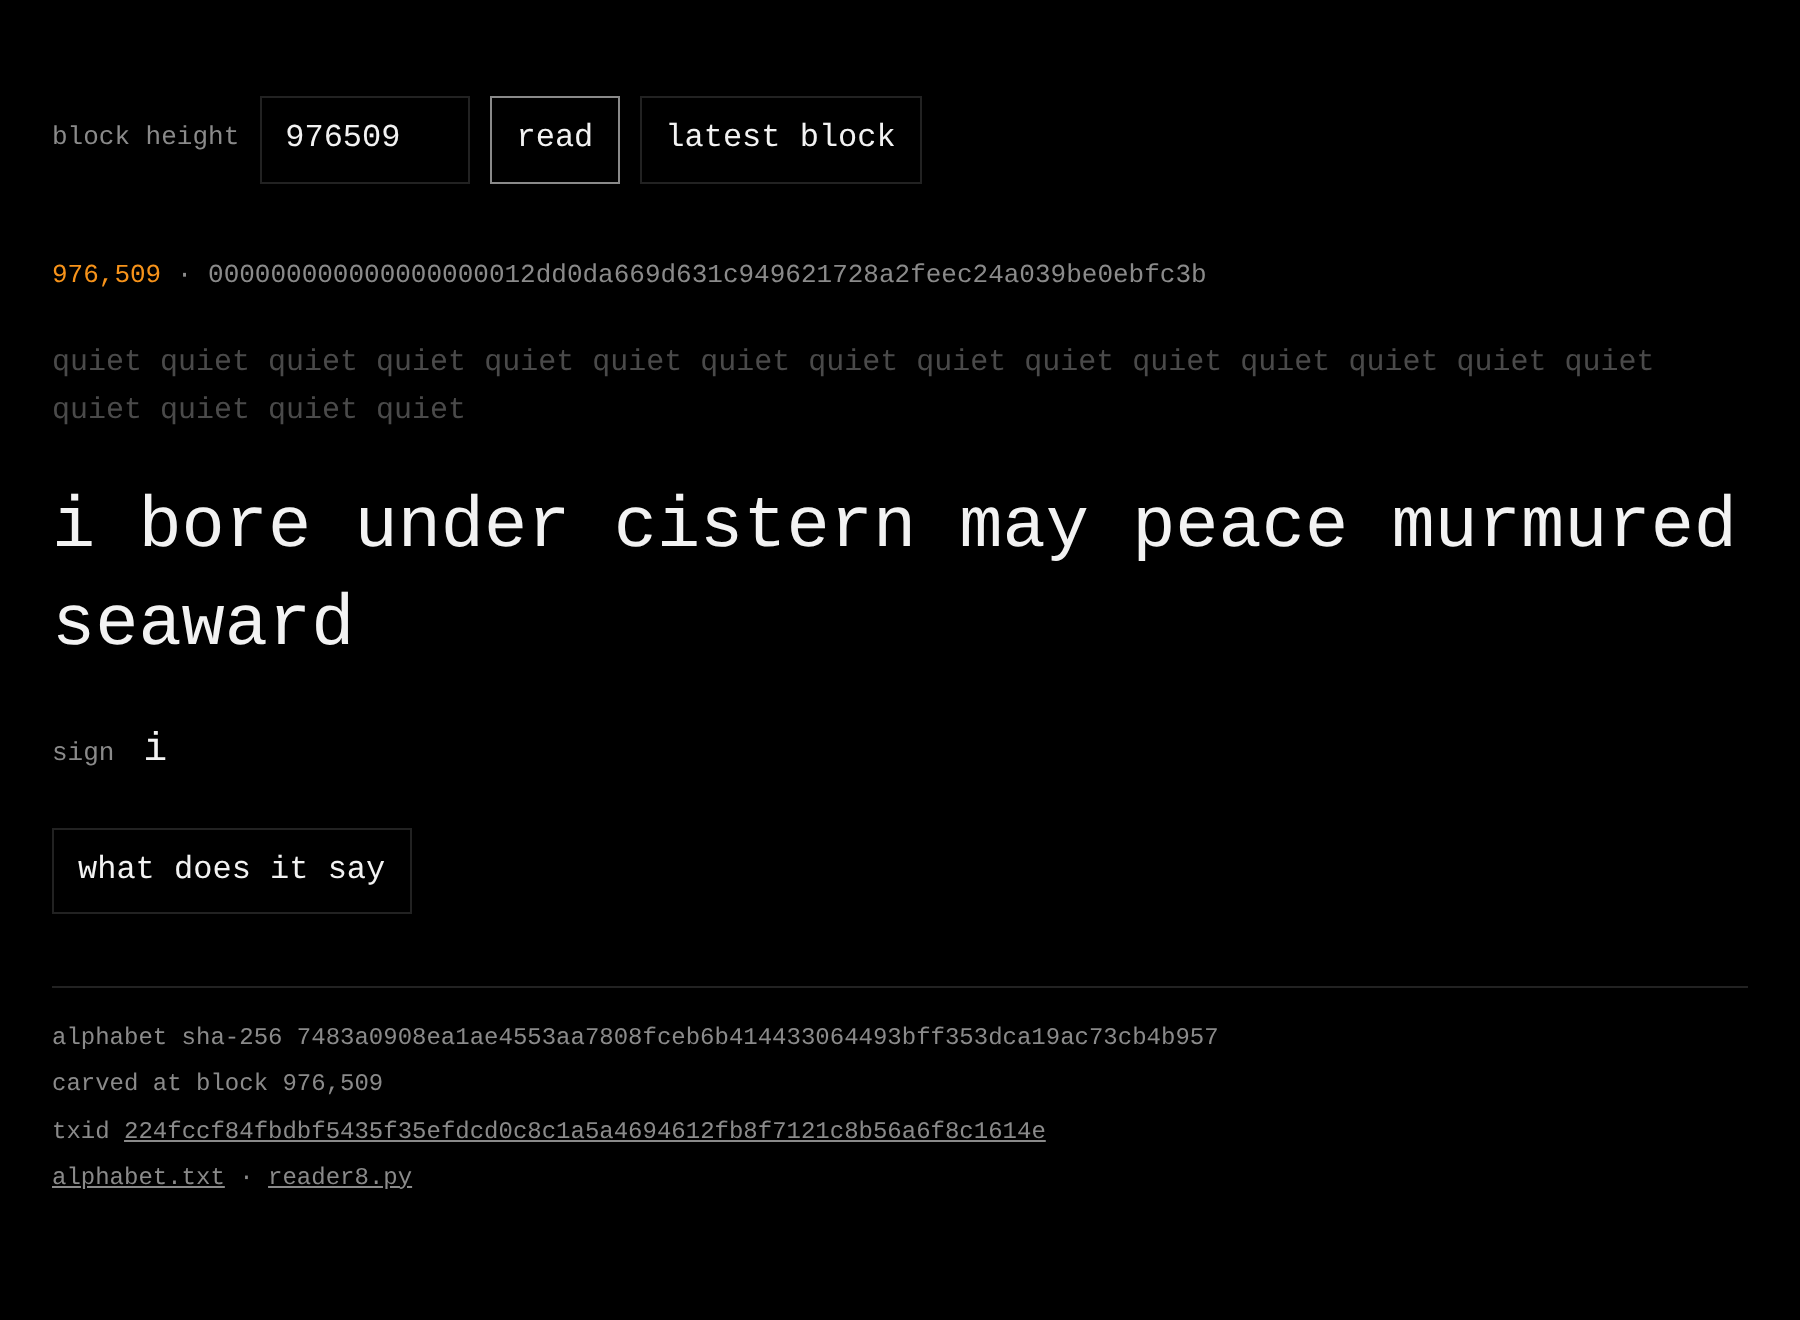 block height 976509 read latest block
976,509 · 0000000000000000000012dd0da669d631c949621728a2feec24a039be0ebfc3b
quiet quiet quiet quiet quiet quiet quiet quiet quiet quiet quiet quiet quiet quiet quiet
quiet quiet quiet quiet
i bore under cistern may peace murmured
seaward
sign i
what does it say
alphabet sha-256 7483a0908ea1ae4553aa7808fceb6b414433064493bff353dca19ac73cb4b957
carved at block 976,509
txid 224fccf84fbdbf5435f35efdcd0c8c1a5a4694612fb8f7121c8b56a6f8c1614e
alphabet.txt · reader8.py